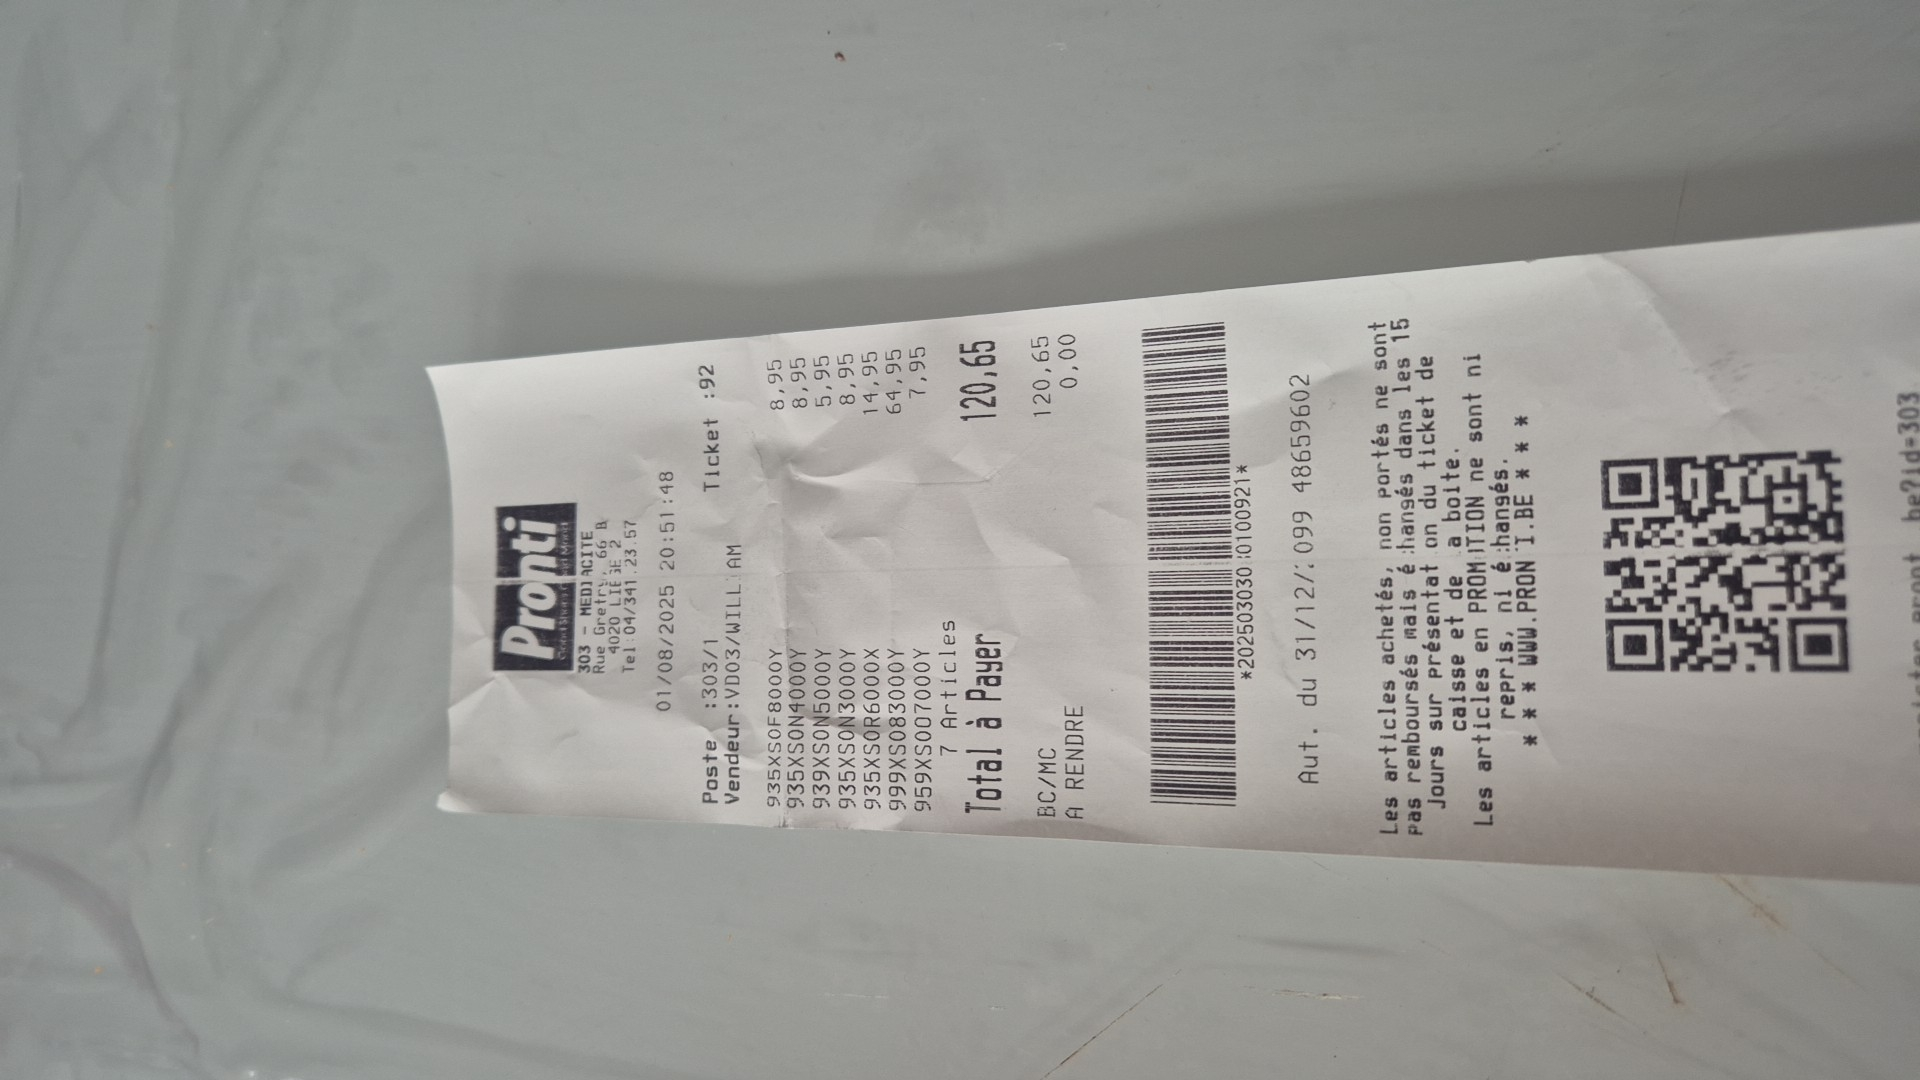 Pronti
303 - MEDIACITE
Rue Gretry, 66 B
4020 LIEGE 2
Tel:04/341.23.57
01/08/2025 20:51:48
Poste :303/1 Ticket :92
Vendeur:VD03/WILLIAM
935XSOF8000Y 8,95
935XSON4000Y 8,95
939XSON5000Y 5,95
935XSON3000Y 8,95
935XSOR6000X 14,95
999XSO83000Y 64,95
959XSO07000Y 7,95
7 Articles
Total à Payer 120,65
BC/MC 120,65
A RENDRE 0,00
Aut. du 31/12/2099 48659602
Les articles achetés, non portés ne sont
pas remboursés mais échangés dans les 15
Jours sur présentation du ticket de
caisse et de la boite.
Les articles en PROMOTION ne sont ni
repris, ni échangés.
* * * WWW.PRONTI.BE * * *